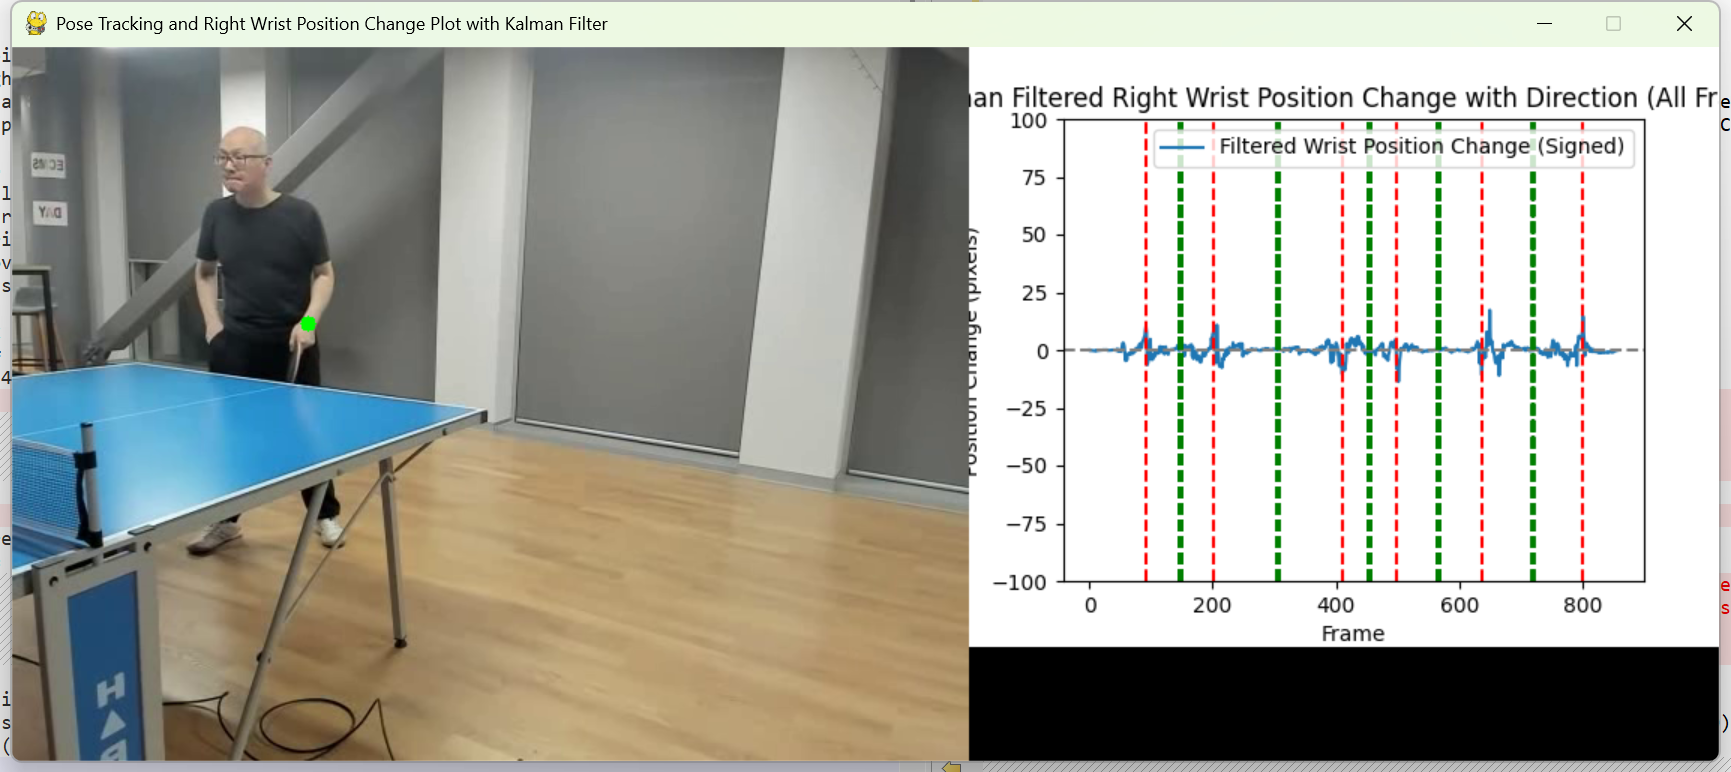 Pose Tracking and Right Wrist Position Change Plot with Kalman Filter
an Filtered Right Wrist Position Change with Direction (All Fr
Filtered Wrist Position Change (Signed)
100
75
50
25
0
−25
−50
−75
−100
Position Change (pixels)
0
200
400
600
800
Frame
DAY